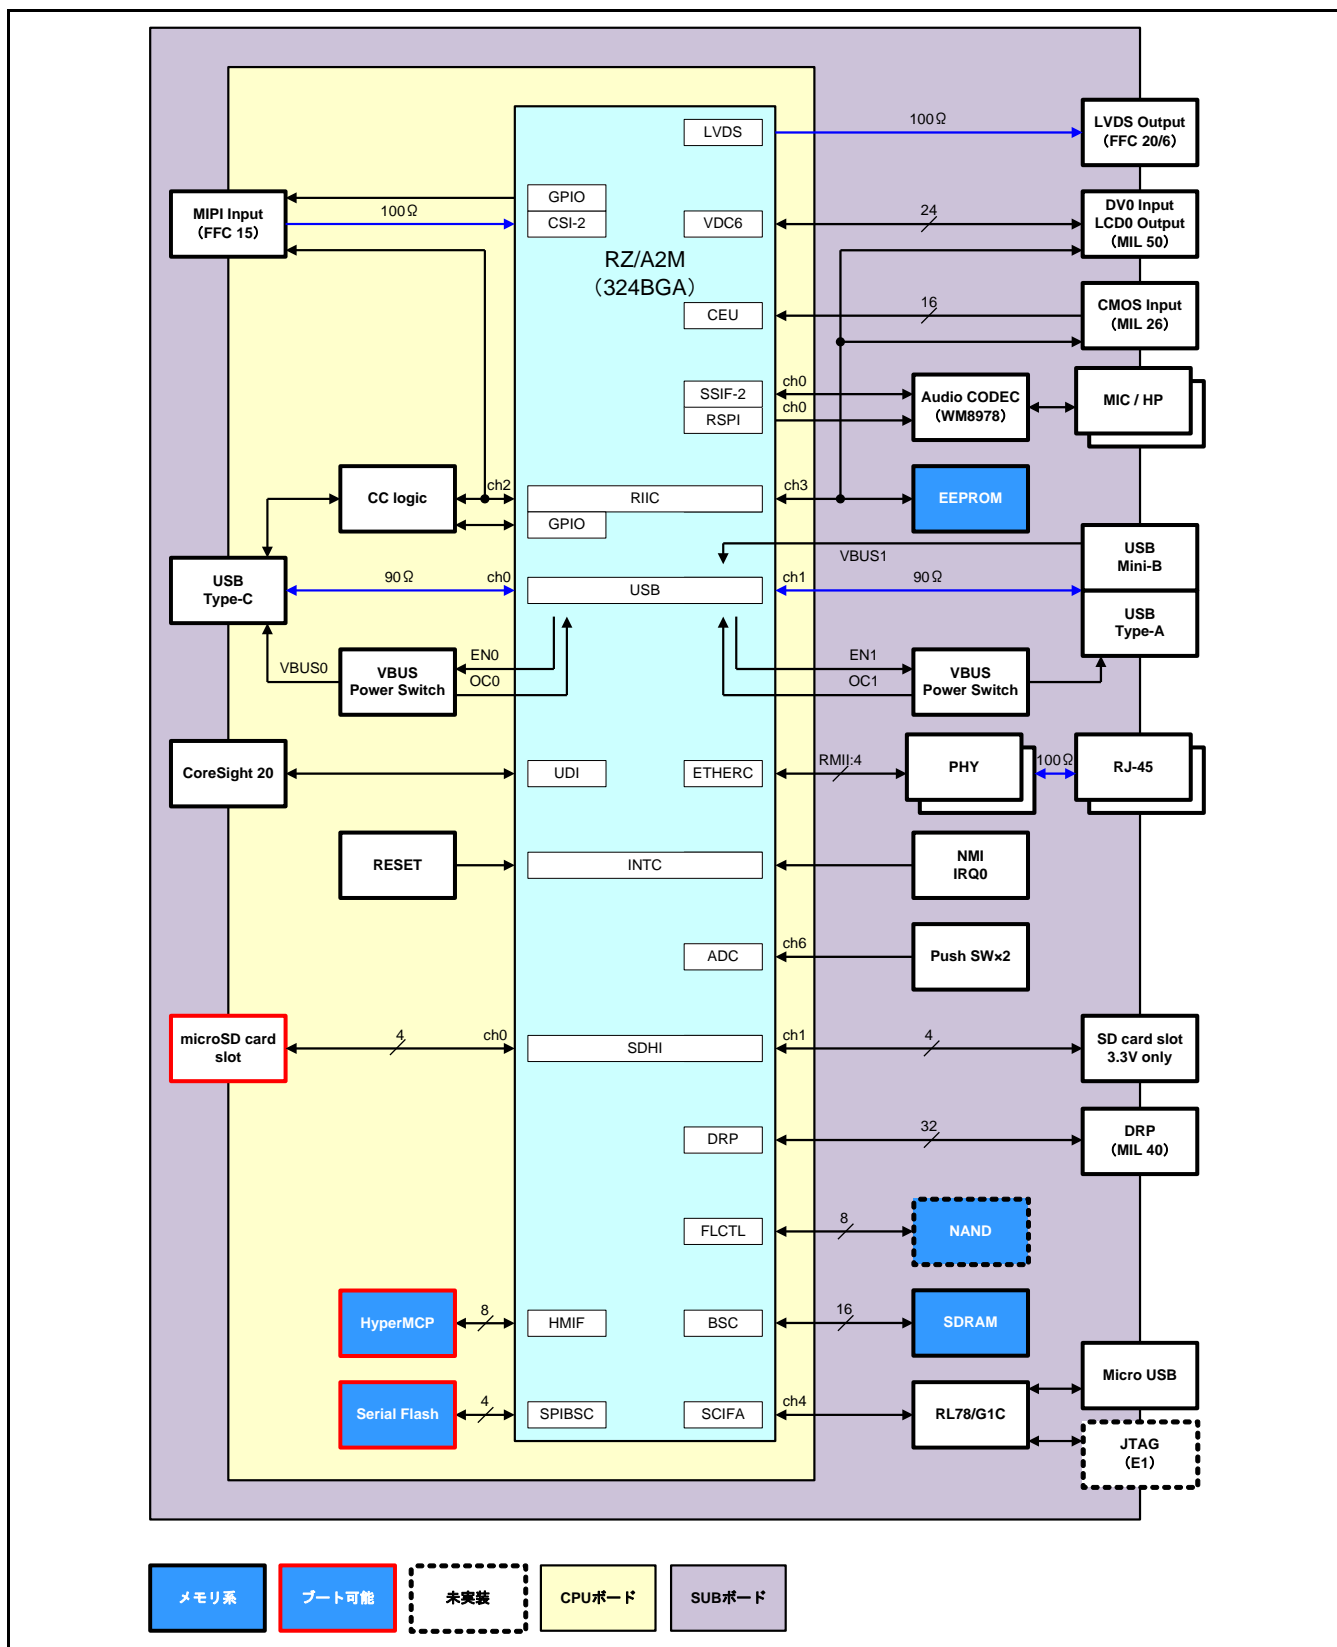 LVDS
100Ω
LVDS Output
(FFC 20/6)
MIPI Input
(FFC 15)
100Ω
GPIO
CSI-2
VDC6
24
DV0 Input
LCD0 Output
(MIL 50)
RZ/A2M
(324BGA)
CEU
16
CMOS Input
(MIL 26)
SSIF-2
RSPI
ch0
ch0
Audio CODEC
(WM8978)
MIC / HP
CC logic
ch2
RIIC
GPIO
ch3
EEPROM
VBUS1
USB
Mini-B
USB
Type-C
90Ω
ch0
USB
ch1
90Ω
USB
Type-A
VBUS0
VBUS
Power Switch
EN0
OC0
EN1
OC1
VBUS
Power Switch
CoreSight 20
UDI
ETHERC
RMII:4
PHY
100Ω
RJ-45
RESET
INTC
NMI
IRQ0
ADC
ch6
Push SW×2
microSD card
slot
4
ch0
SDHI
ch1
4
SD card slot
3.3V only
DRP
32
DRP
(MIL 40)
FLCTL
8
NAND
HyperMCP
8
HMIF
BSC
16
SDRAM
Serial Flash
4
SPIBSC
SCIFA
ch4
RL78/G1C
Micro USB
JTAG
(E1)
メモリ系
ブート可能
未実装
CPUボード
SUBボード